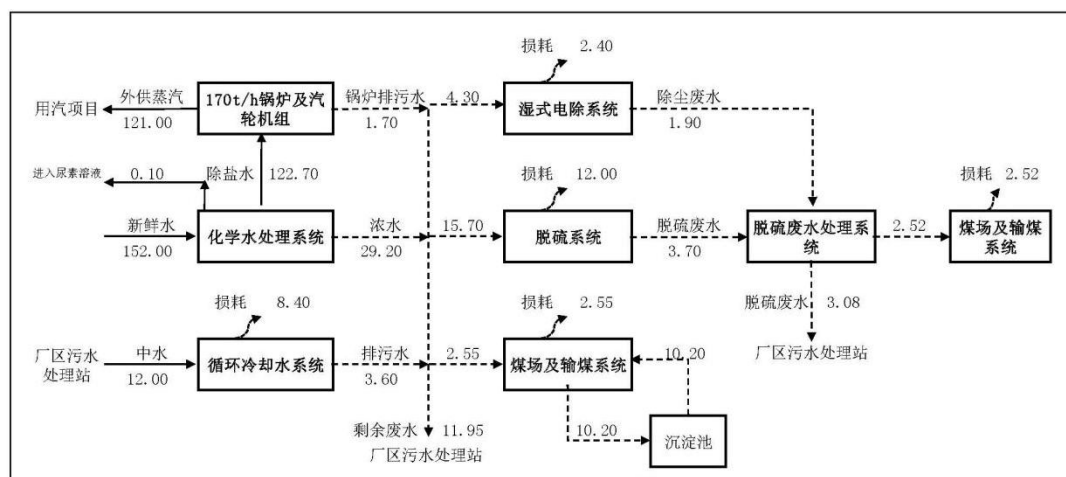 损耗 2.40
用汽项目
外供蒸汽
121.00
170t/h锅炉及汽
轮机组
锅炉排污水
1.70
4.30
湿式电除系统
除尘废水
1.90
进入尿素溶液
0.10
除盐水 122.70
损耗 12.00
损耗 2.52
新鲜水
152.00
化学水处理系统
浓水
29.20
15.70
脱硫系统
脱硫废水
3.70
脱硫废水处理系
统
2.52
煤场及输煤
系统
损耗 8.40
损耗 2.55
脱硫废水 3.08
厂区污水处理站
厂区污水
处理站
中水
12.00
循环冷却水系统
排污水
3.60
2.55
煤场及输煤系统
10.20
10.20
沉淀池
剩余废水 11.95
厂区污水处理站